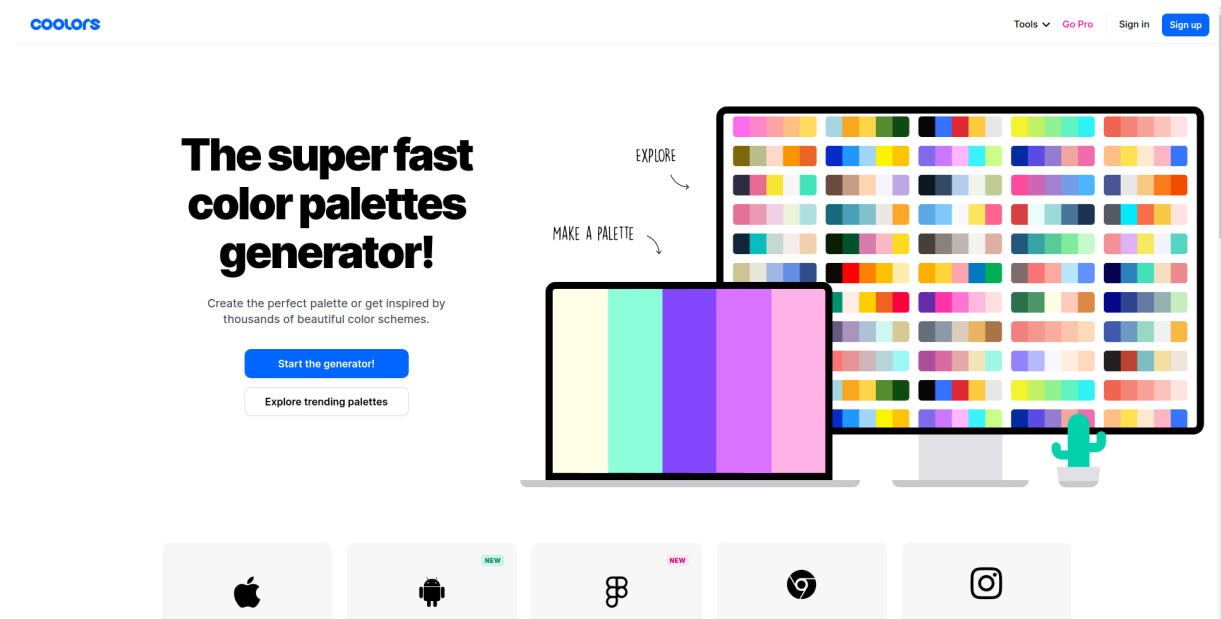 coolors
Tools Go Pro Sign in Sign up
The super fast
color palettes
generator!
Create the perfect palette or get inspired by
thousands of beautiful color schemes.
Start the generator!
Explore trending palettes
EXPLORE
MAKE A PALETTE
NEW
NEW